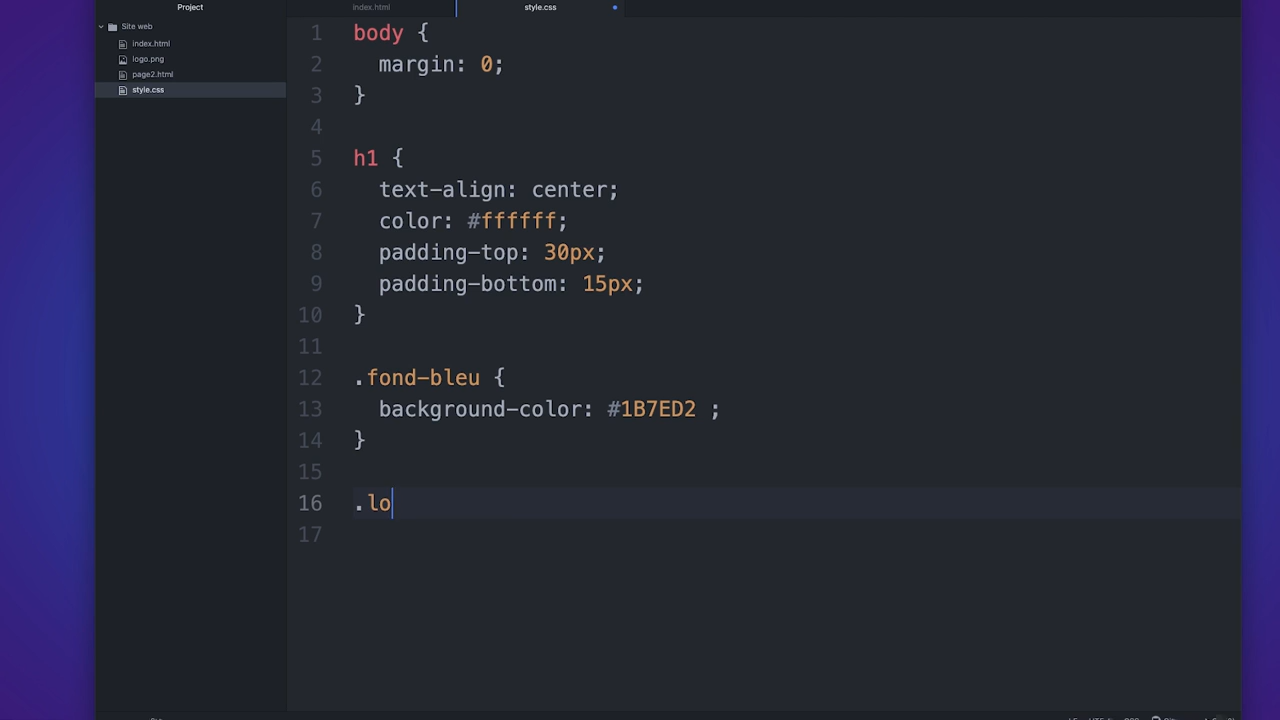 Project
index.html
style.css
Site web
index.html
logo.png
page2.html
style.css
1 body {
2 margin: 0;
3 }
4
5 h1 {
6 text-align: center;
7 color: #ffffff;
8 padding-top: 30px;
9 padding-bottom: 15px;
10 }
11
12 .fond-bleu {
13 background-color: #1B7ED2 ;
14 }
15
16 .lo
17